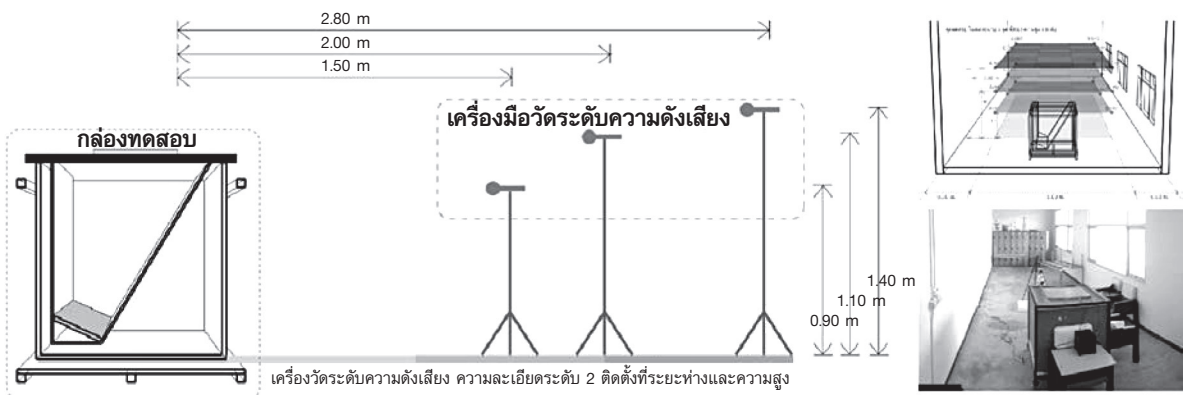 2.80 m
2.00 m
1.50 m
เครื่องมือวัดระดับความดังเสียง
กล่องทดสอบ
1.40 m
1.10 m
0.90 m
เครื่องวัดระดับความดังเสียง ความละเอียดระดับ 2 ติดตั้งที่ระยะห่างและความสูง